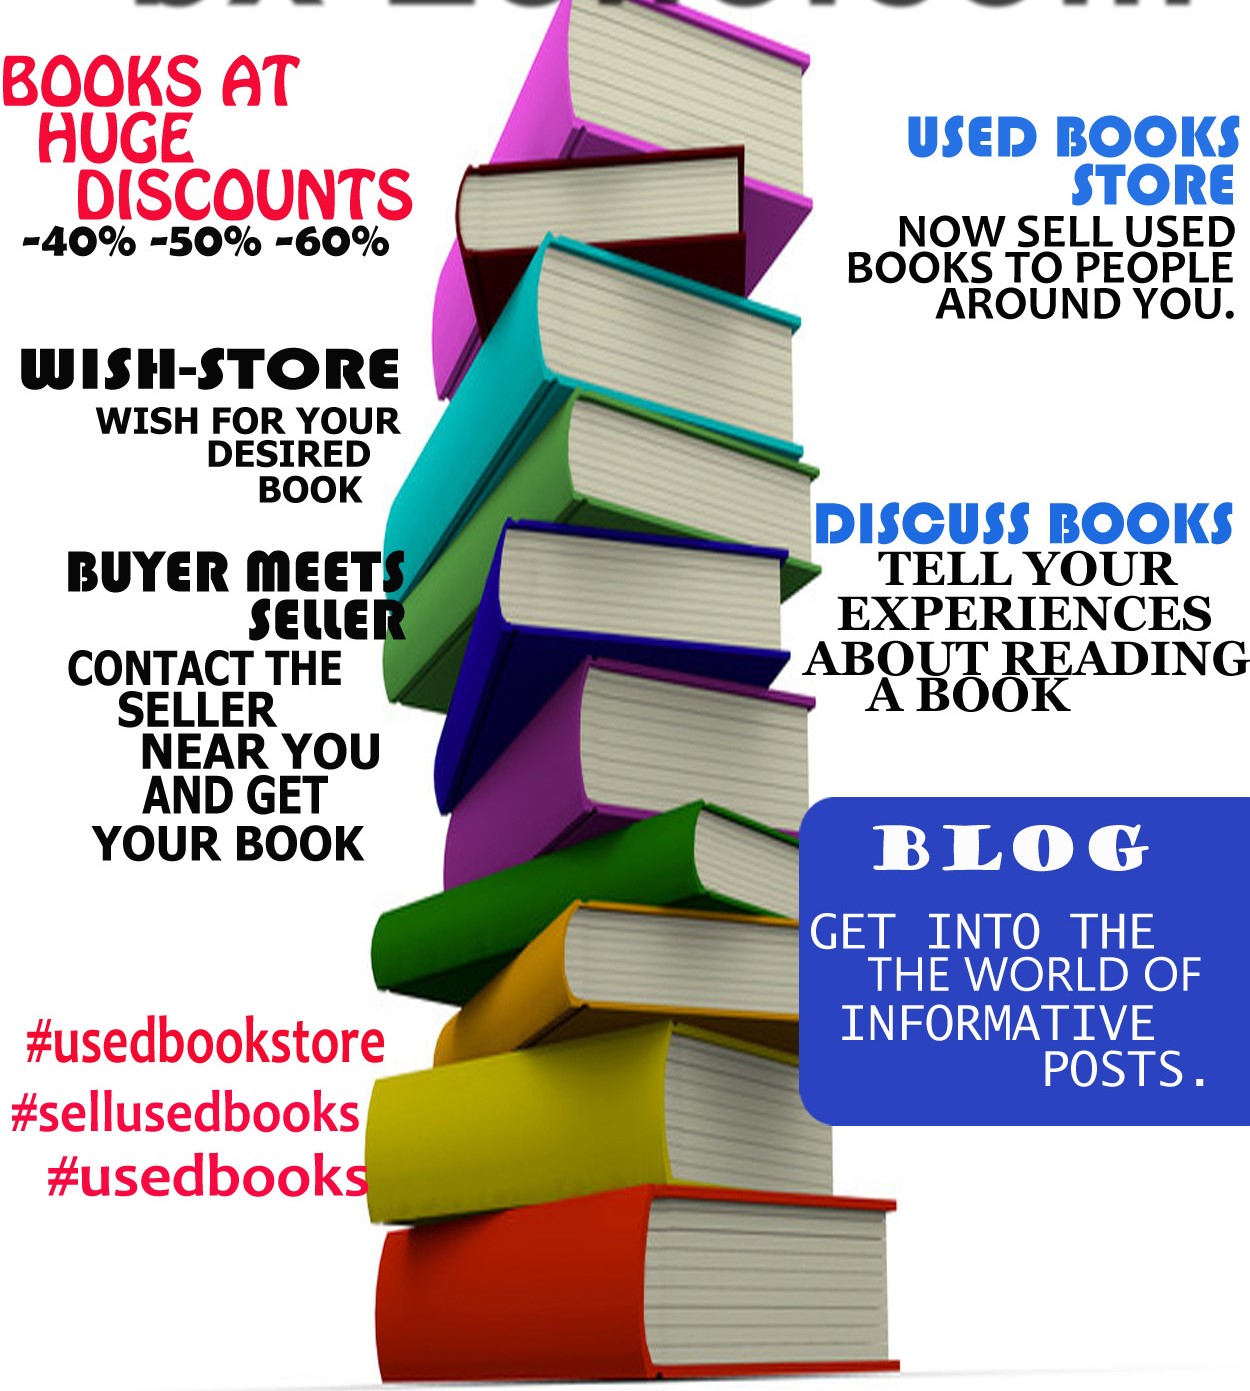 BOOKS AT
HUGE
DISCOUNTS
-40% -50% -60%
WISH-STORE
WISH FOR YOUR
DESIRED
BOOK
BUYER MEETS
SELLER
CONTACT THE
SELLER
NEAR YOU
AND GET
YOUR BOOK
#usedbookstore
#sellusedbooks
#usedbooks
USED BOOKS
STORE
NOW SELL USED
BOOKS TO PEOPLE
AROUND YOU.
DISCUSS BOOKS
TELL YOUR
EXPERIENCES
ABOUT READING
A BOOK
BLOG
GET INTO THE
THE WORLD OF
INFORMATIVE
POSTS.